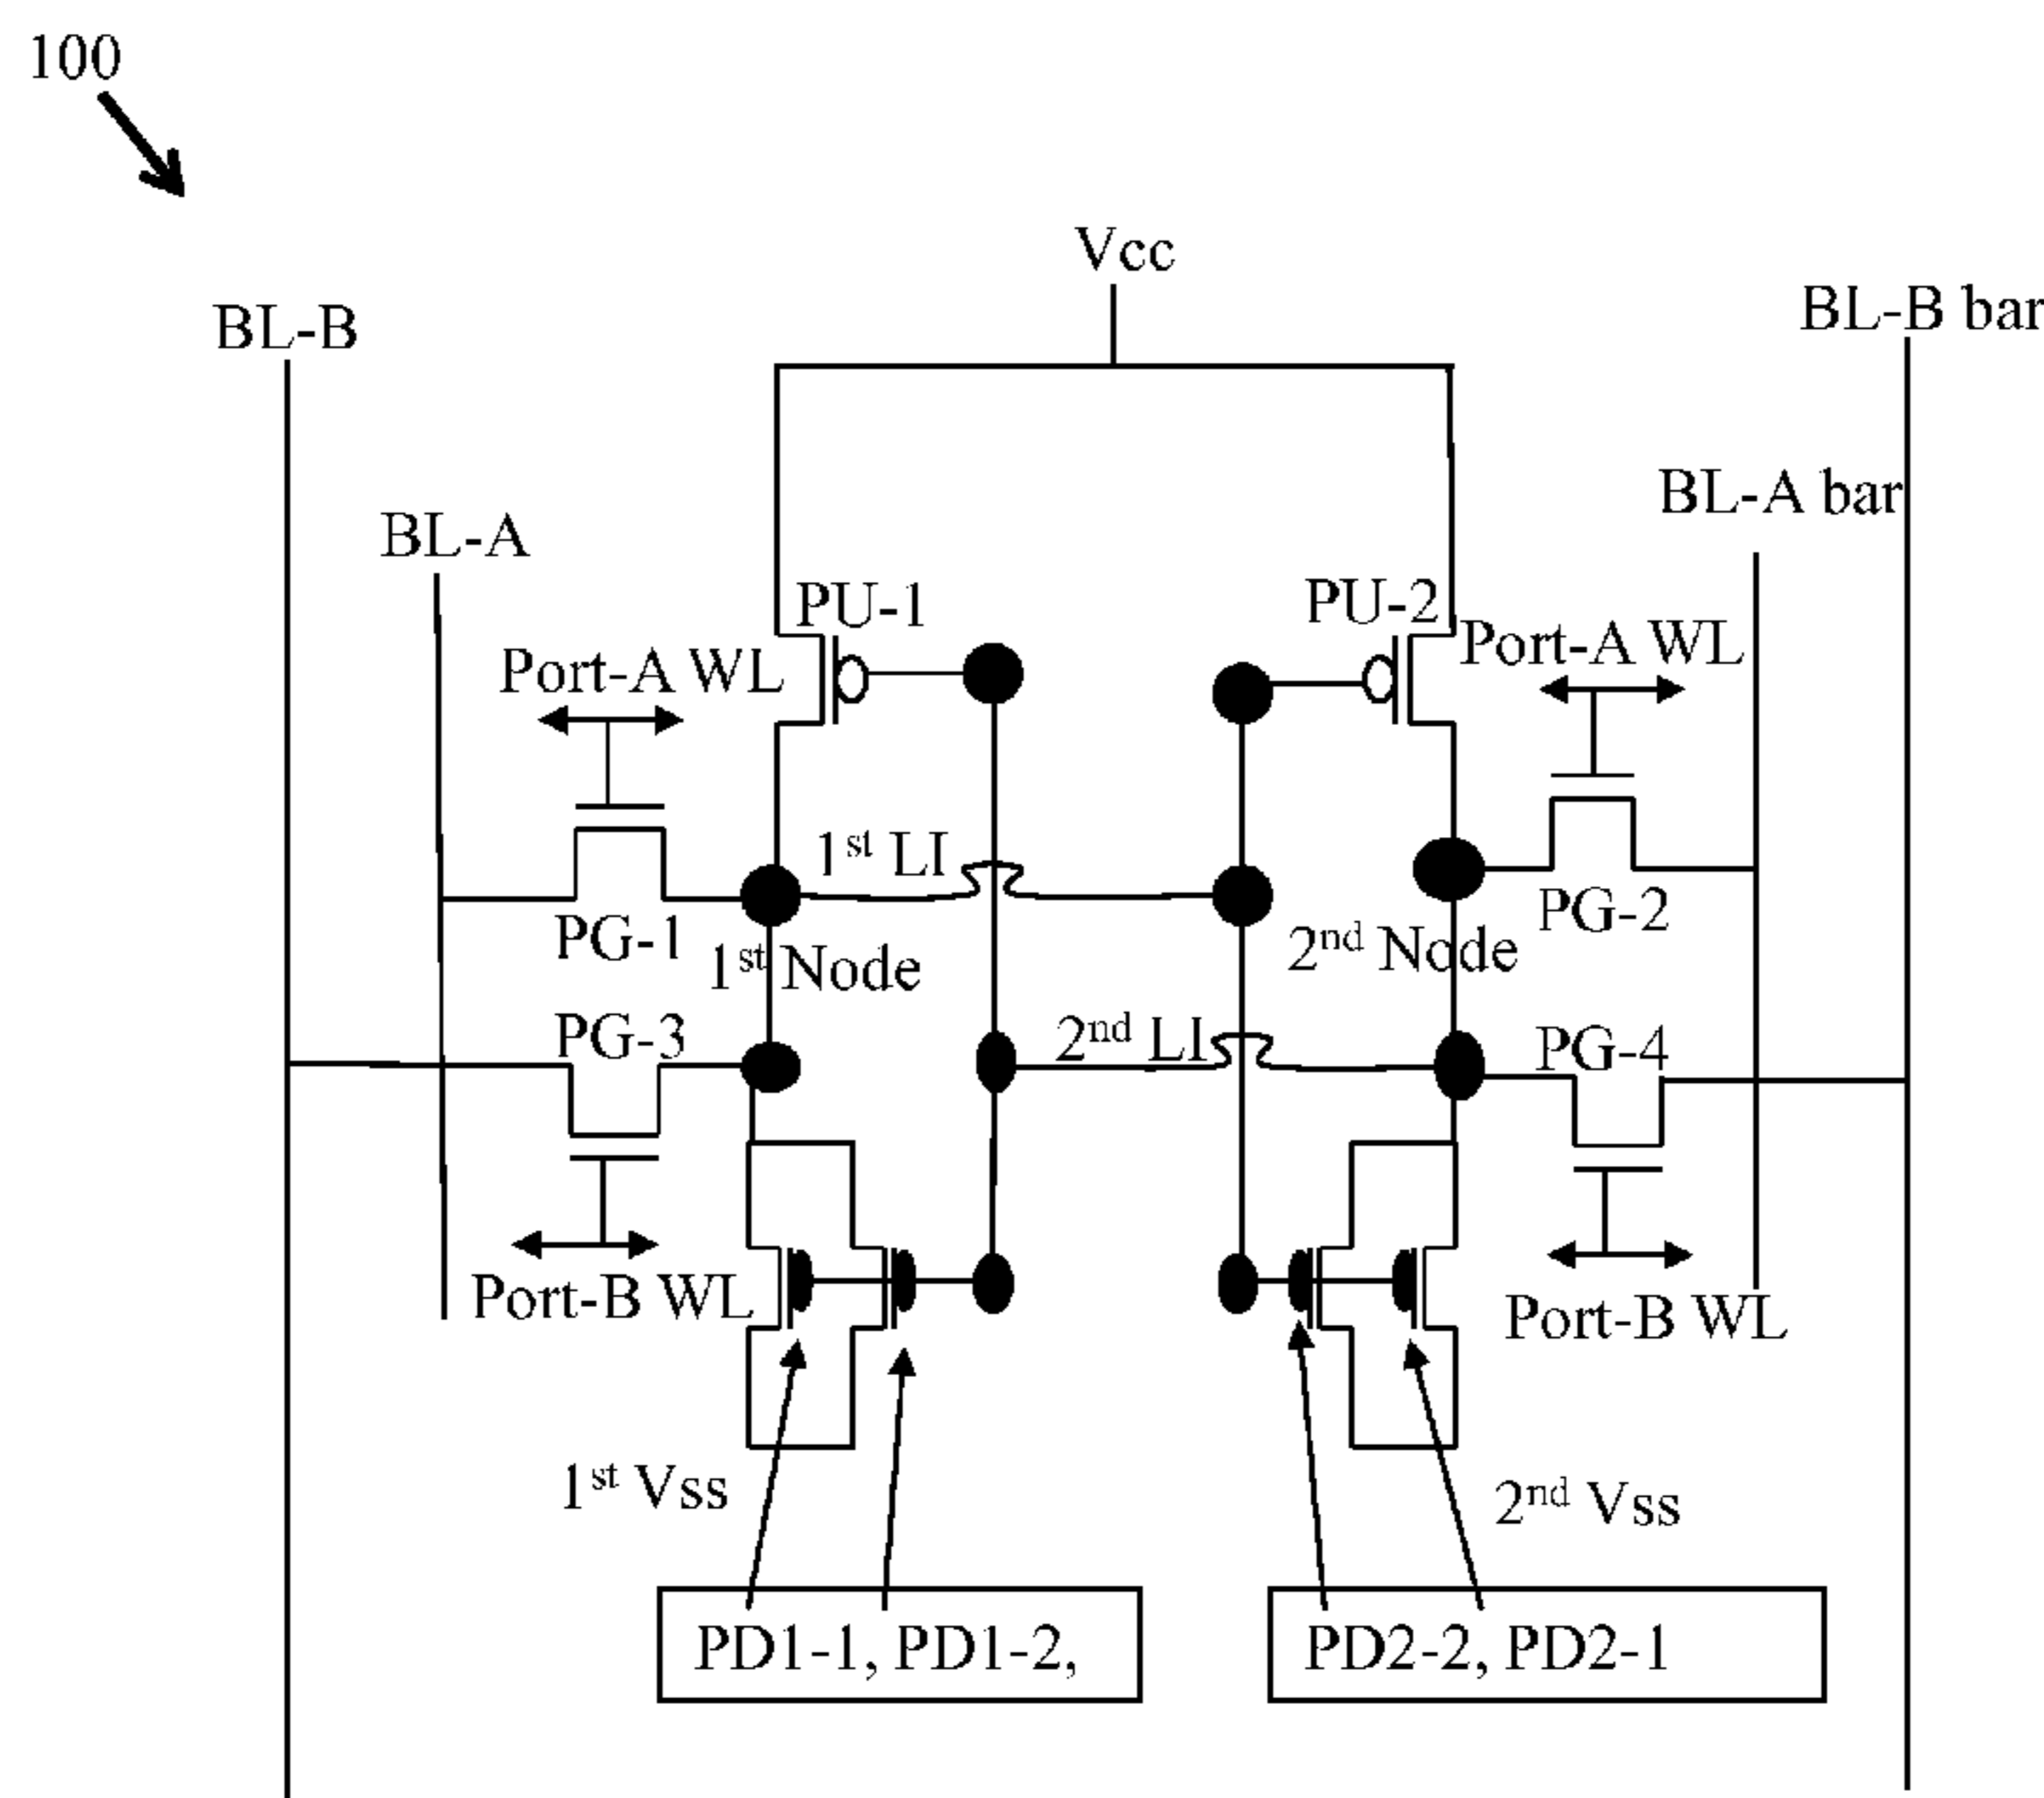 100
Vcc
BL-B
BL-B bar
BL-A
BL-A bar
PU-1
PU-2
Port-A WL
Port-A WL
1st LI
PG-1
PG-2
1st Node
2nd Node
PG-3
2nd LI
PG-4
Port-B WL
Port-B WL
1st Vss
2nd Vss
PD1-1, PD1-2,
PD2-2, PD2-1